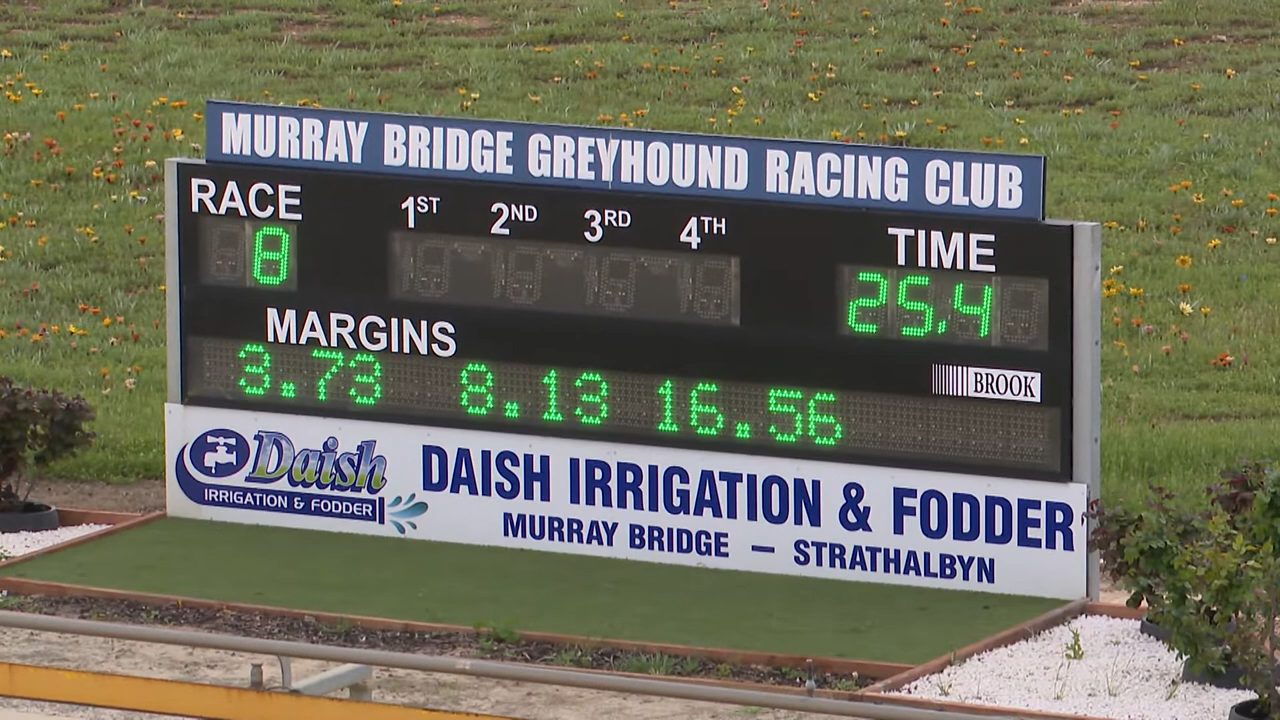 MURRAY BRIDGE GREYHOUND RACING CLUB
RACE 1ST 2ND 3RD 4TH TIME
8 25.4
MARGINS
3.73 8.13 16.56
BROOK
Daish
IRRIGATION & FODDER
DAISH IRRIGATION & FODDER
MURRAY BRIDGE — STRATHALBYN